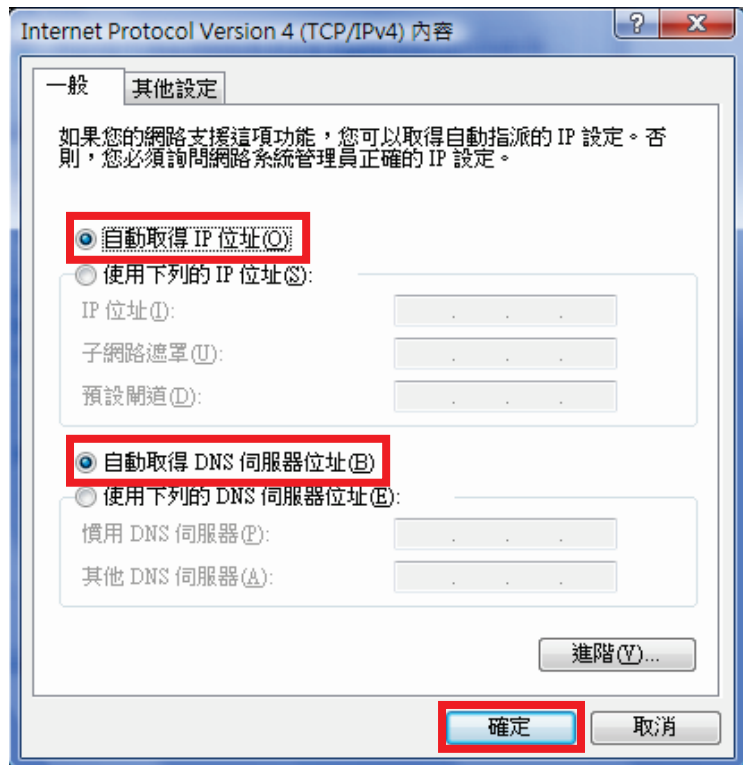 Internet Protocol Version 4 (TCP/IPv4) 內容
一般
其他設定
如果您的網路支援這項功能，您可以取得自動指派的 IP 設定。否
則，您必須詢問網路系統管理員正確的 IP 設定。
自動取得 IP 位址(O)
使用下列的 IP 位址(S):
IP 位址(I):
子網路遮罩(U):
預設閘道(D):
自動取得 DNS 伺服器位址(B)
使用下列的 DNS 伺服器位址(E):
慣用 DNS 伺服器(P):
其他 DNS 伺服器(A):
進階(V)...
確定
取消